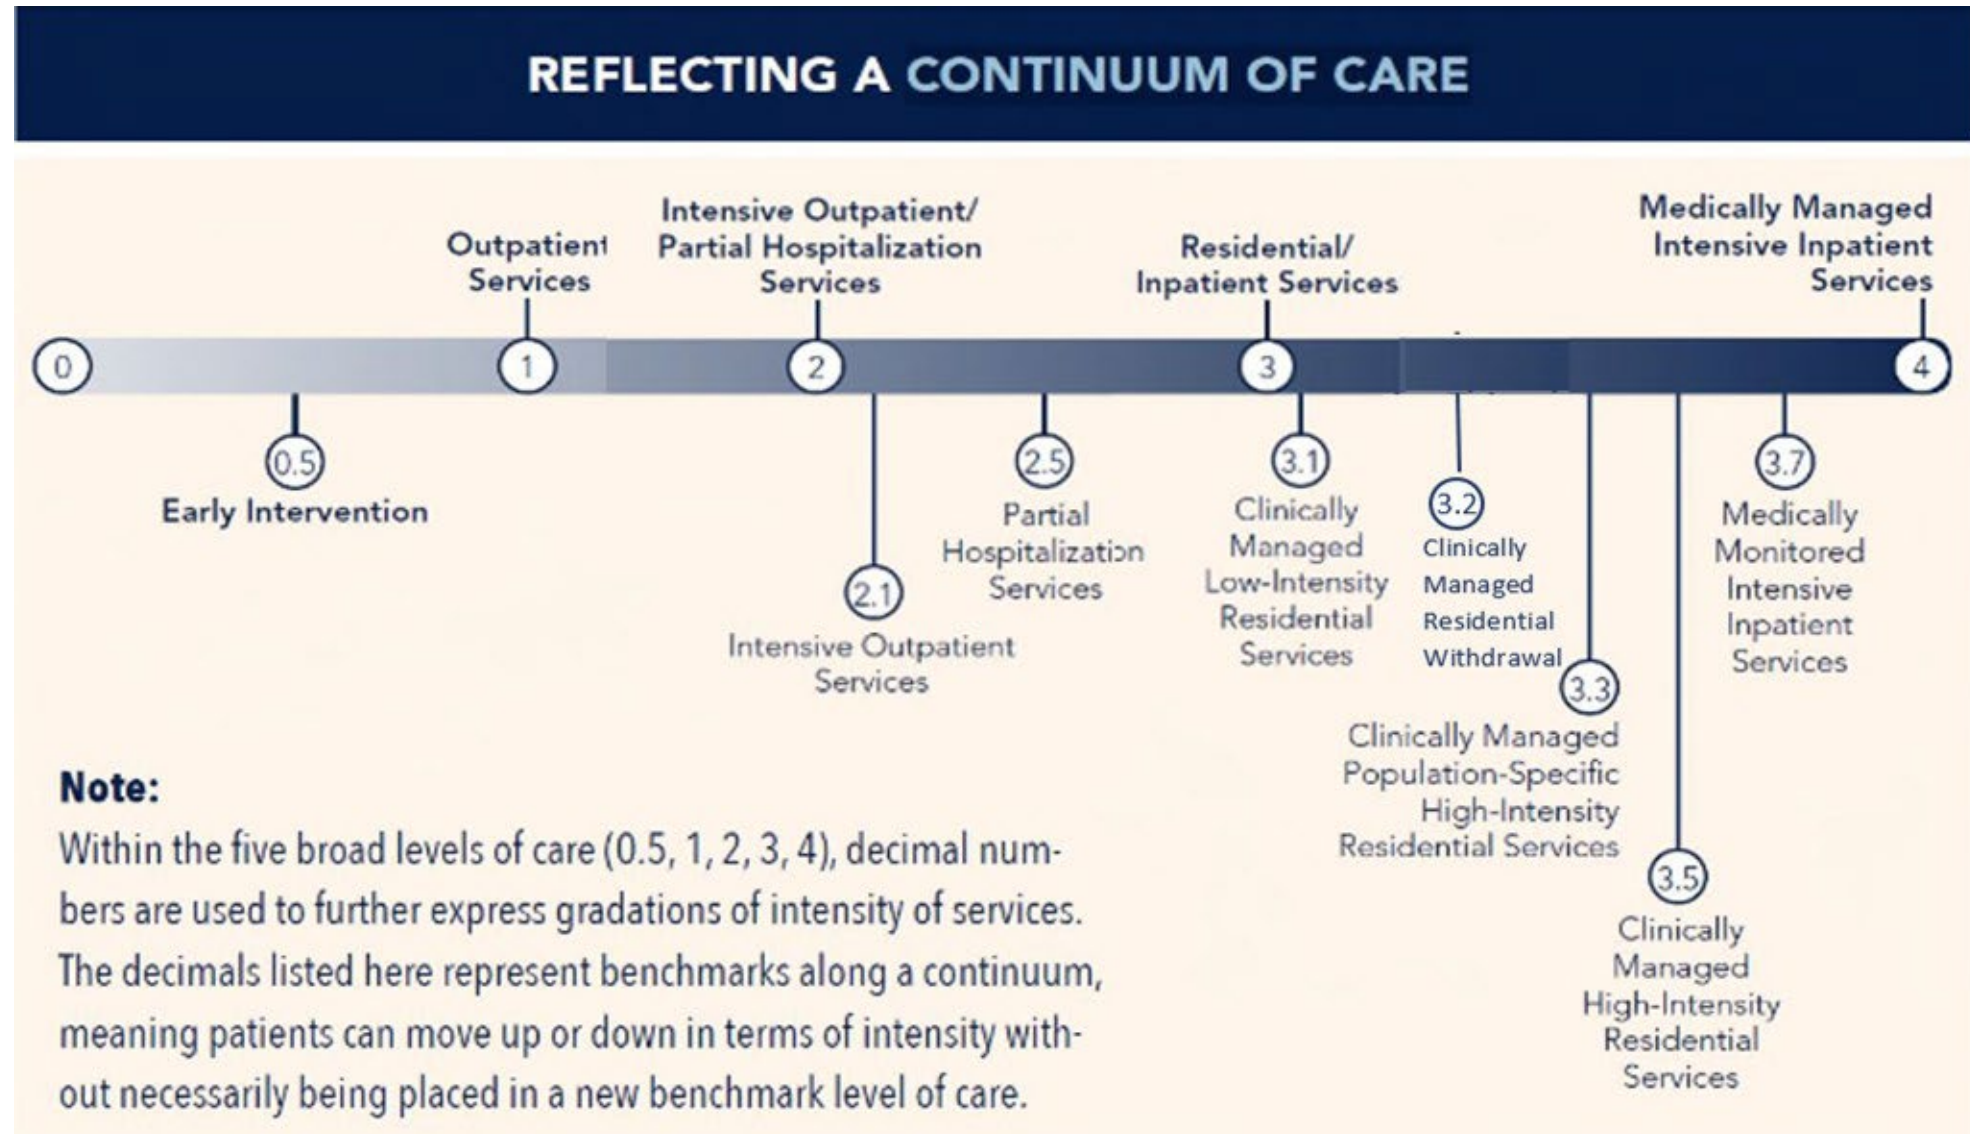 REFLECTING A CONTINUUM OF CARE
Outpatient
Services
Intensive Outpatient/
Partial Hospitalization
Services
Residential/
Inpatient Services
Medically Managed
Intensive Inpatient
Services
0
1
2
3
4
0.5
Early Intervention
2.1
Intensive Outpatient
Services
2.5
Partial
Hospitalization
Services
3.1
Clinically
Managed
Low-Intensity
Residential
Services
3.2
Clinically
Managed
Residential
Withdrawal
3.3
Clinically Managed
Population-Specific
High-Intensity
Residential Services
3.5
Clinically
Managed
High-Intensity
Residential
Services
3.7
Medically
Monitored
Intensive
Inpatient
Services
Note:
Within the five broad levels of care (0.5, 1, 2, 3, 4), decimal num-
bers are used to further express gradations of intensity of services.
The decimals listed here represent benchmarks along a continuum,
meaning patients can move up or down in terms of intensity with-
out necessarily being placed in a new benchmark level of care.